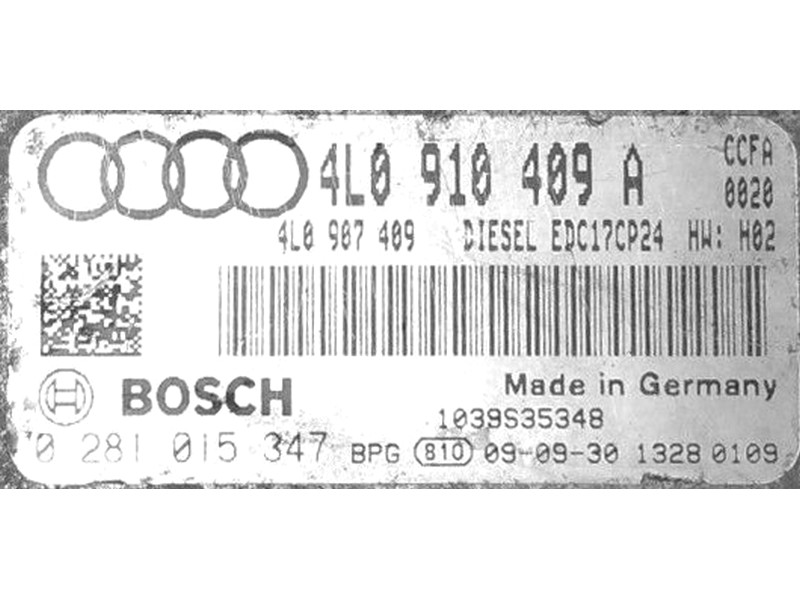 4L0 910 409 A CCFA
0020
4L0 907 409 DIESEL EDC17CP24 HW: H02
BOSCH Made in Germany
1039S35348
0 281 015 347 BPG 810 09-09-30 1328 0109